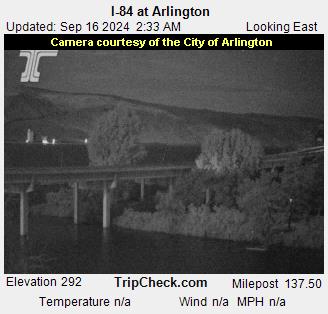 I-84 at Arlington
Updated: Sep 16 2024 2:33 AM Looking East
Camera courtesy of the City of Arlington
Elevation 292 TripCheck.com Milepost 137.50
Temperature n/a Wind n/a MPH n/a